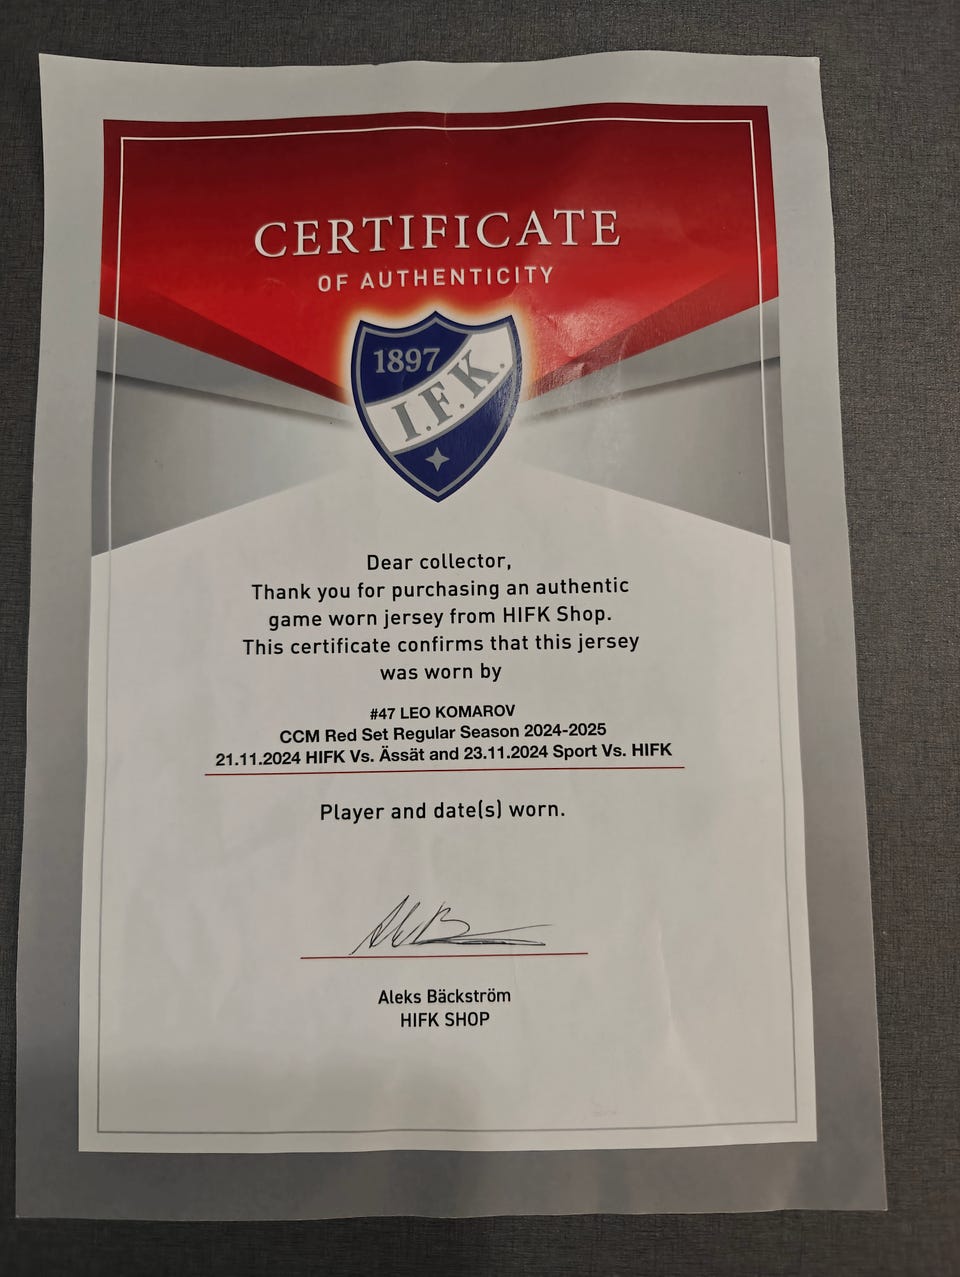 CERTIFICATE
OF AUTHENTICITY
1897
I.F.K.
Dear collector,
Thank you for purchasing an authentic
game worn jersey from HIFK Shop.
This certificate confirms that this jersey
was worn by
#47 LEO KOMAROV
CCM Red Set Regular Season 2024-2025
21.11.2024 HIFK Vs. Ässät and 23.11.2024 Sport Vs. HIFK
Player and date(s) worn.
Aleks Bäckström
HIFK SHOP